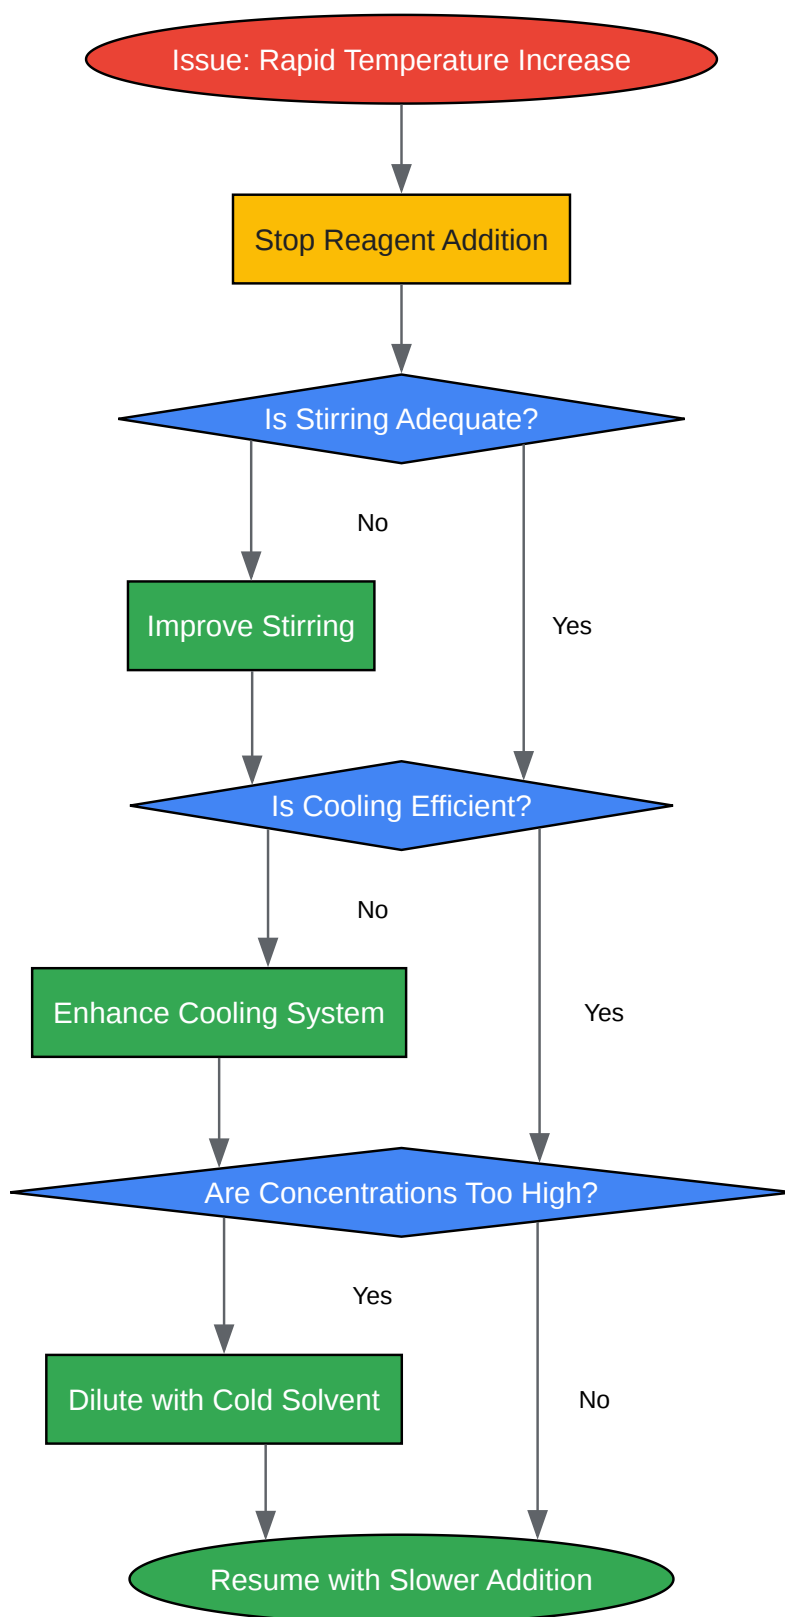 Issue: Rapid Temperature Increase
Stop Reagent Addition
Is Stirring Adequate?
No
Improve Stirring
Yes
Is Cooling Efficient?
No
Enhance Cooling System
Yes
Are Concentrations Too High?
Yes
Dilute with Cold Solvent
No
Resume with Slower Addition